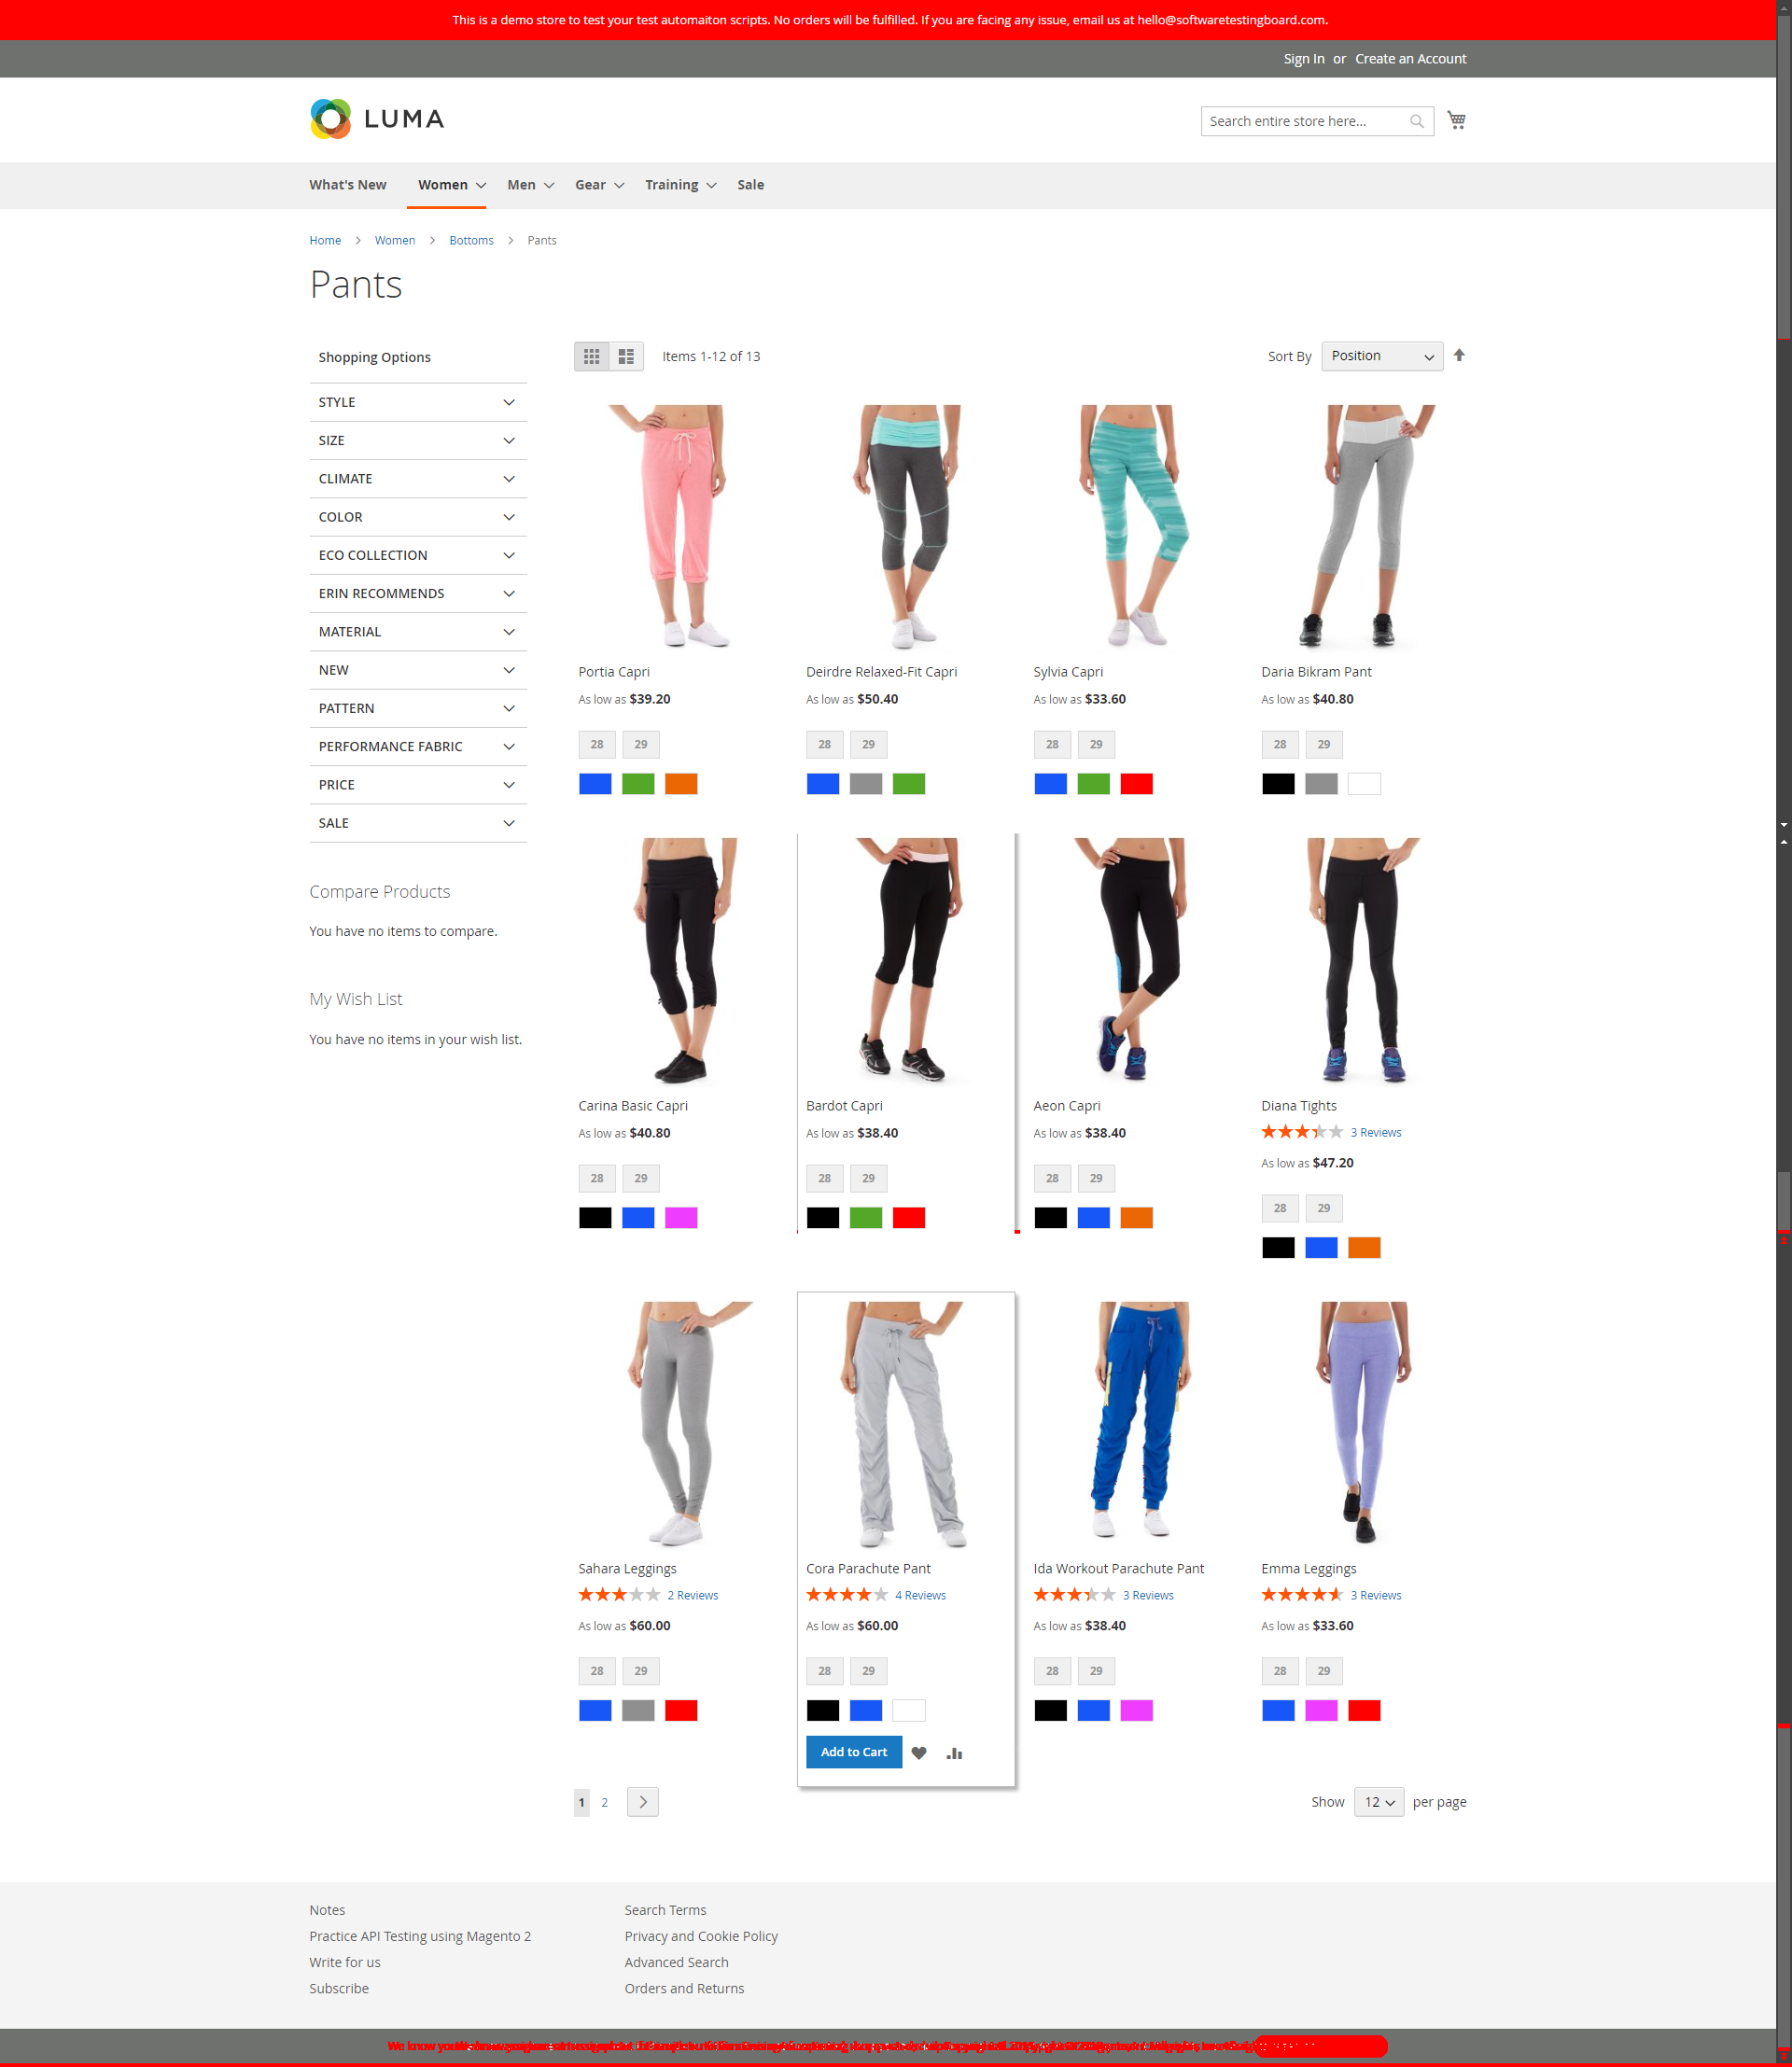 This is a demo store to test your test automaiton scripts. No orders will be fulfilled. If you are facing any issue, email us at hello@softwaretestingboard.com.
Sign In or Create an Account
LUMA
Search entire store here...
What's New Women Men Gear Training Sale
Home > Women > Bottoms > Pants
Pants
Shopping Options
STYLE
SIZE
CLIMATE
COLOR
ECO COLLECTION
ERIN RECOMMENDS
MATERIAL
NEW
PATTERN
PERFORMANCE FABRIC
PRICE
SALE
Compare Products
You have no items to compare.
My Wish List
You have no items in your wish list.
Items 1-12 of 13
Sort By Position
Portia Capri
As low as $39.20
28 29
Deirdre Relaxed-Fit Capri
As low as $50.40
28 29
Sylvia Capri
As low as $33.60
28 29
Daria Bikram Pant
As low as $40.80
28 29
Carina Basic Capri
As low as $40.80
28 29
Bardot Capri
As low as $38.40
28 29
Aeon Capri
As low as $38.40
28 29
Diana Tights
3 Reviews
As low as $47.20
28 29
Sahara Leggings
2 Reviews
As low as $60.00
28 29
Cora Parachute Pant
4 Reviews
As low as $60.00
28 29
Add to Cart
Ida Workout Parachute Pant
3 Reviews
As low as $38.40
28 29
Emma Leggings
3 Reviews
As low as $33.60
28 29
1 2
Show 12 per page
Notes
Practice API Testing using Magento 2
Write for us
Subscribe
Search Terms
Privacy and Cookie Policy
Advanced Search
Orders and Returns